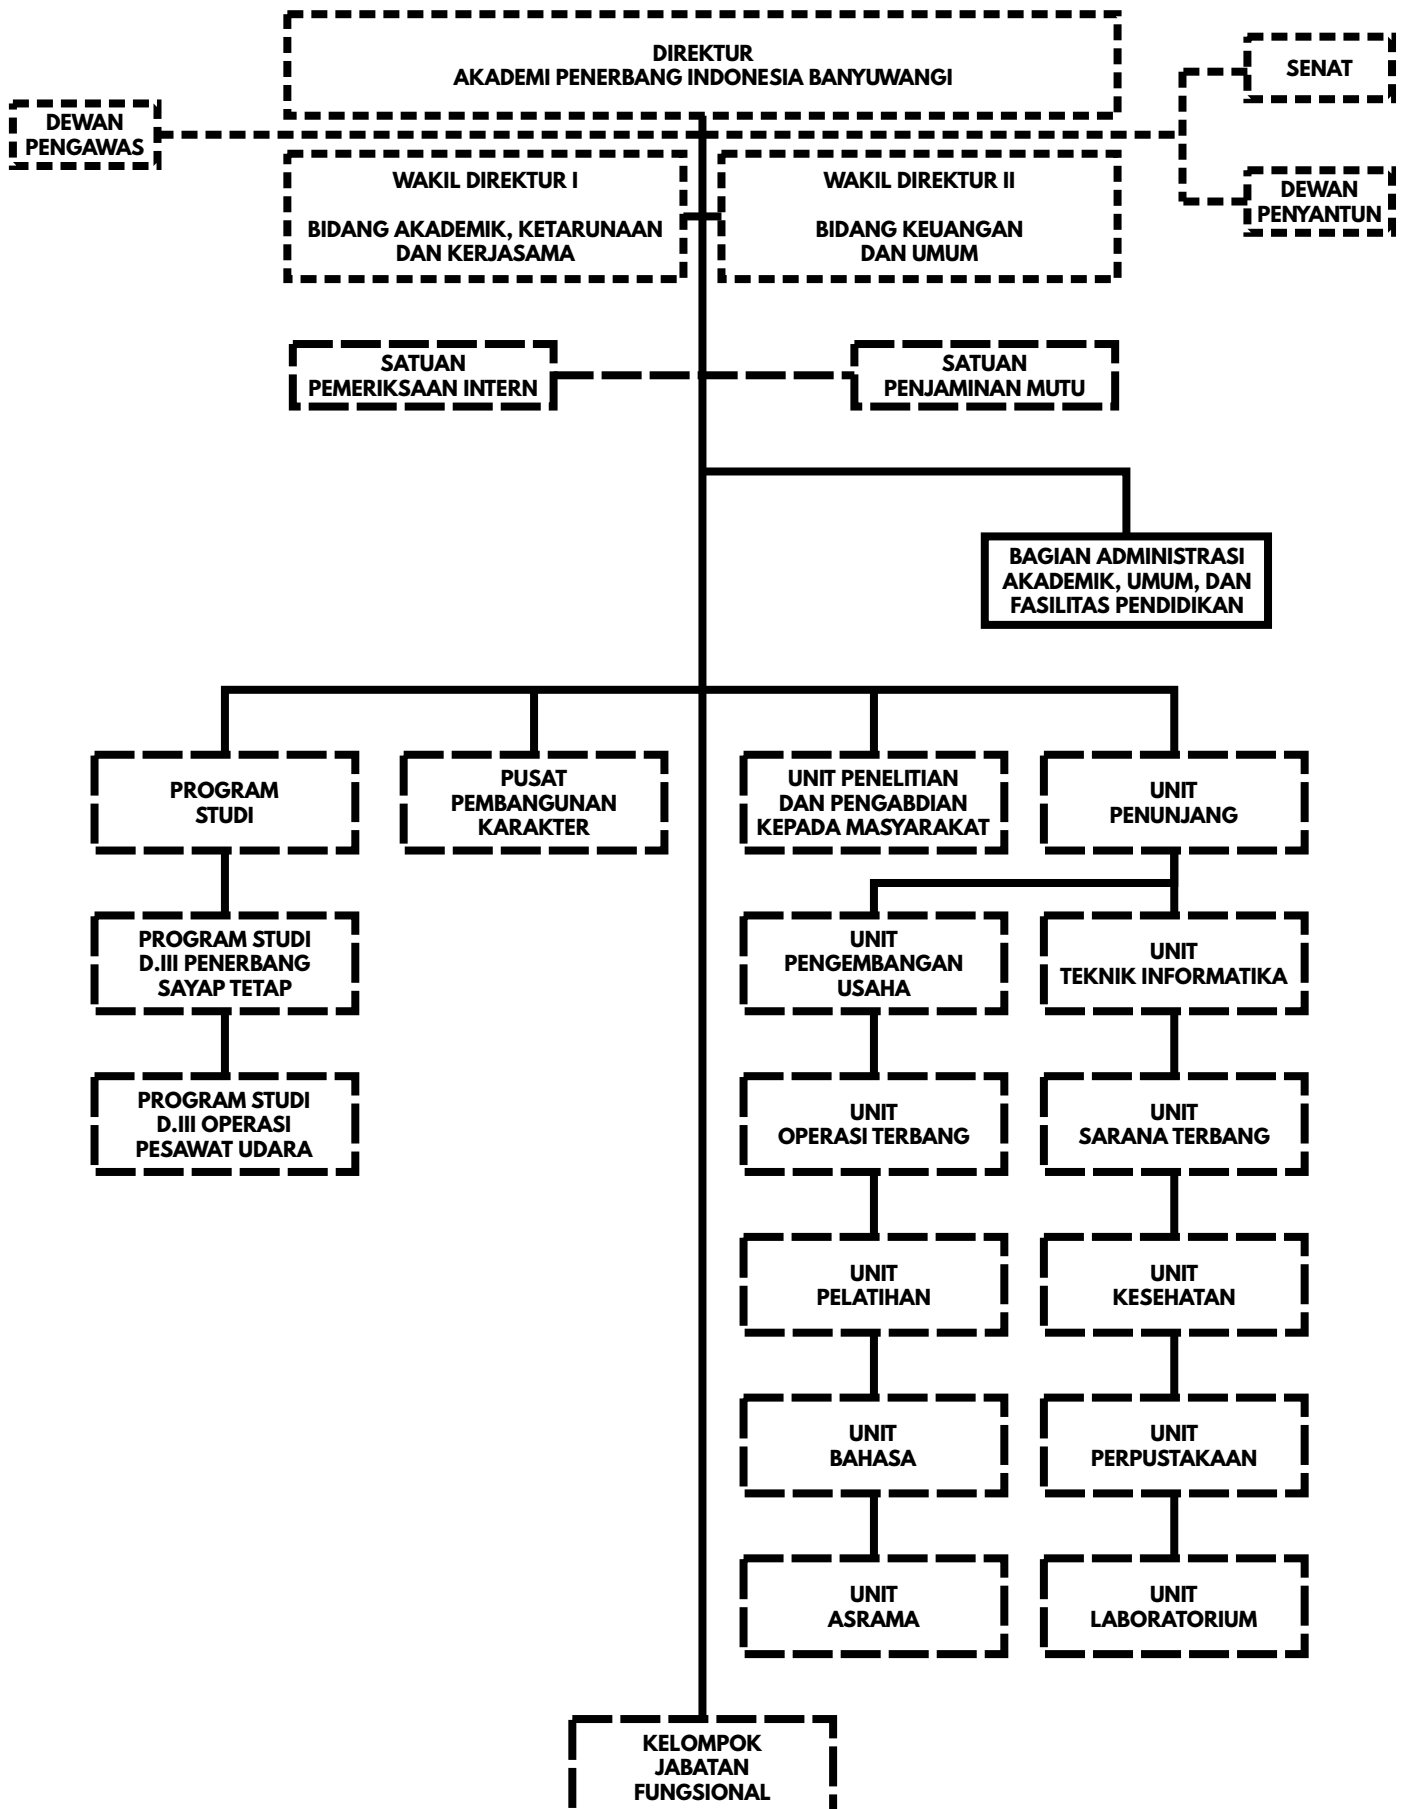 DIREKTUR
AKADEMI PENERBANG INDONESIA BANYUWANGI
SENAT
DEWAN
PENGAWAS
WAKIL DIREKTUR I
BIDANG AKADEMIK, KETARUNAAN
DAN KERJASAMA
WAKIL DIREKTUR II
BIDANG KEUANGAN
DAN UMUM
DEWAN
PENYANTUN
SATUAN
PEMERIKSAAN INTERN
SATUAN
PENJAMINAN MUTU
BAGIAN ADMINISTRASI
AKADEMIK, UMUM, DAN
FASILITAS PENDIDIKAN
PROGRAM
STUDI
PUSAT
PEMBANGUNAN
KARAKTER
UNIT PENELITIAN
DAN PENGABDIAN
KEPADA MASYARAKAT
UNIT
PENUNJANG
PROGRAM STUDI
D.III PENERBANG
SAYAP TETAP
UNIT
PENGEMBANGAN
USAHA
UNIT
TEKNIK INFORMATIKA
PROGRAM STUDI
D.III OPERASI
PESAWAT UDARA
UNIT
OPERASI TERBANG
UNIT
SARANA TERBANG
UNIT
PELATIHAN
UNIT
KESEHATAN
UNIT
BAHASA
UNIT
PERPUSTAKAAN
UNIT
ASRAMA
UNIT
LABORATORIUM
KELOMPOK
JABATAN
FUNGSIONAL